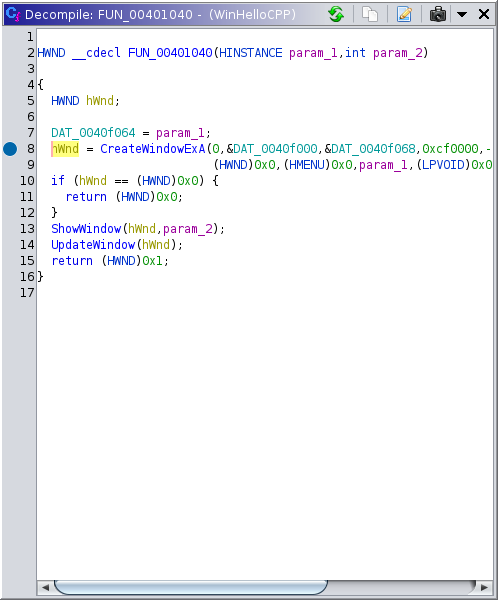 Decompile: FUN_00401040 - (WinHelloCPP)
1
2 HWND __cdecl FUN_00401040(HINSTANCE param_1,int param_2)
3
4 {
5 HWND hWnd;
6
7 DAT_0040f064 = param_1;
8 hWnd = CreateWindowExA(0,&DAT_0040f000,&DAT_0040f068,0xcf0000,-
9 (HWND)0x0,(HMENU)0x0,param_1,(LPVOID)0x0
10 if (hWnd == (HWND)0x0) {
11 return (HWND)0x0;
12 }
13 ShowWindow(hWnd,param_2);
14 UpdateWindow(hWnd);
15 return (HWND)0x1;
16 }
17